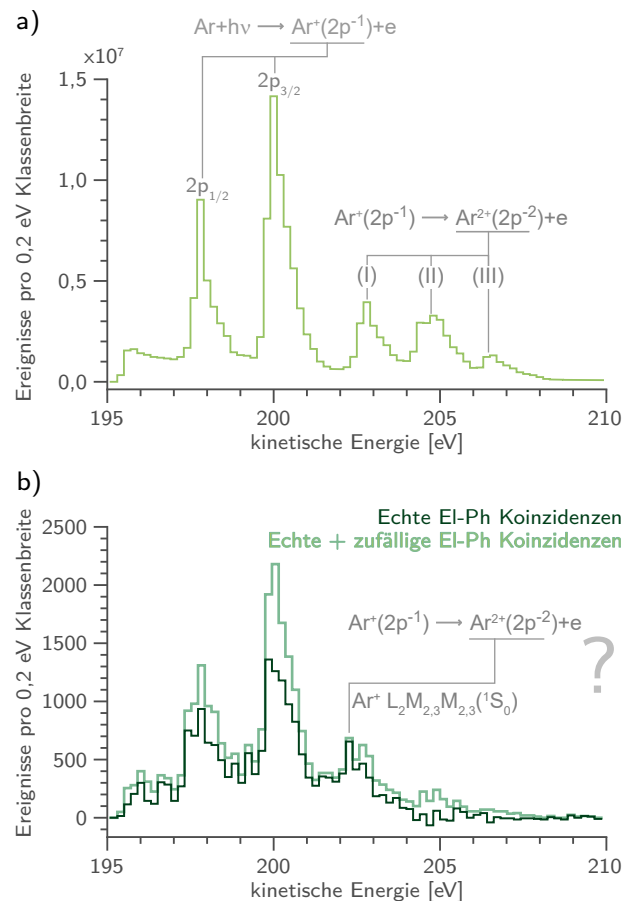 a)
Ar+hν → Ar⁺(2p⁻¹)+e
×10⁷
1,5
1,0
0,5
0,0
Ereignisse pro 0,2 eV Klassenbreite
2p₃/₂
2p₁/₂
Ar⁺(2p⁻¹) → Ar²⁺(2p⁻²)+e
(I) (II) (III)
195 200 205 210
kinetische Energie [eV]
b)
Echte El-Ph Koinzidenzen
Echte + zufällige El-Ph Koinzidenzen
2500
2000
1500
1000
500
0
Ereignisse pro 0,2 eV Klassenbreite
Ar⁺(2p⁻¹) → Ar²⁺(2p⁻²)+e
?
Ar⁺ L₂M₂,₃M₂,₃(¹S₀)
195 200 205 210
kinetische Energie [eV]